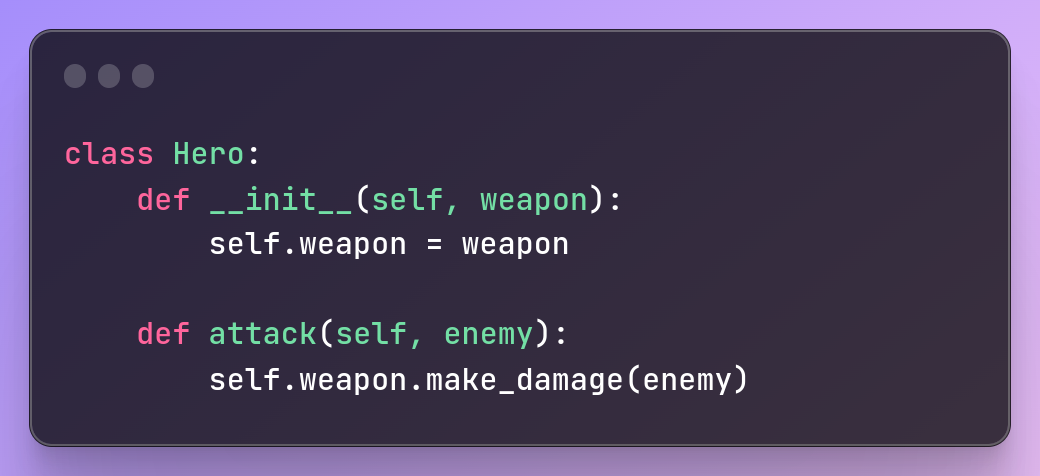 class Hero:
    def __init__(self, weapon):
        self.weapon = weapon

    def attack(self, enemy):
        self.weapon.make_damage(enemy)